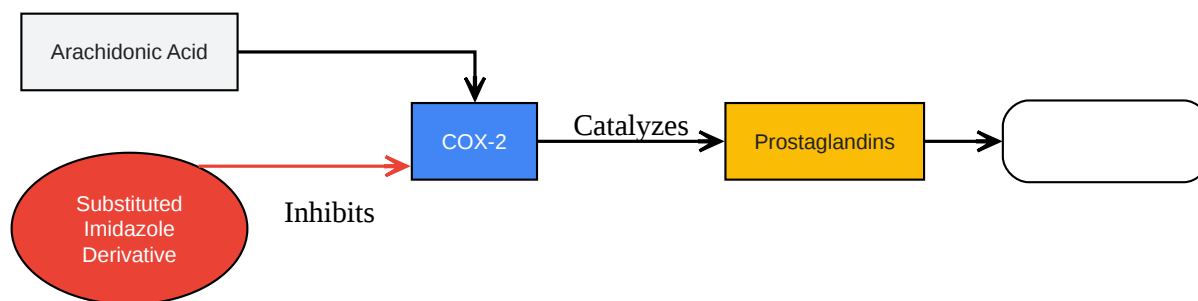 Arachidonic Acid
COX-2
Catalyzes
Prostaglandins
Substituted
Imidazole
Derivative
Inhibits